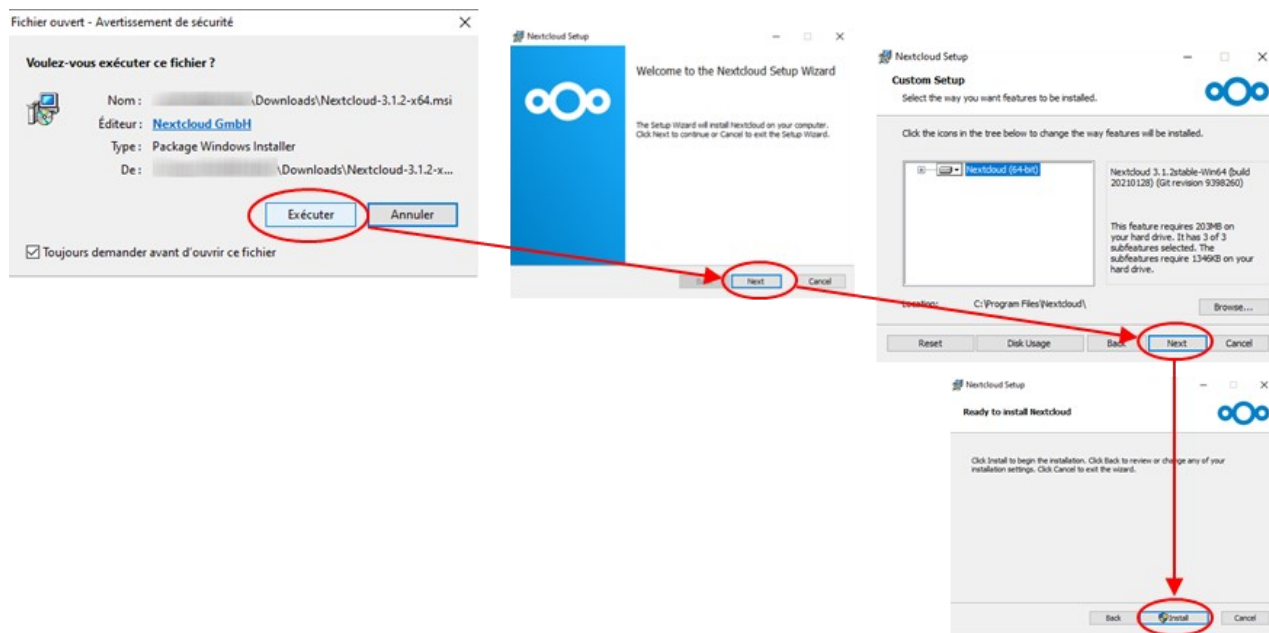 Fichier ouvert - Avertissement de sécurité
Voulez-vous exécuter ce fichier ?
Nom : \Downloads\Nextcloud-3.1.2-x64.msi
Éditeur : Nextcloud GmbH
Type : Package Windows Installer
De : \Downloads\Nextcloud-3.1.2-x...
Exécuter Annuler
Toujours demander avant d'ouvrir ce fichier
Nextcloud Setup
Welcome to the Nextcloud Setup Wizard
The Setup Wizard will install Nextcloud on your computer.
Click Next to continue or Cancel to exit the Setup Wizard.
Next Cancel
Nextcloud Setup
Custom Setup
Select the way you want features to be installed.
Click the icons in the tree below to change the way features will be installed.
Nextcloud (64-bit)
Nextcloud 3.1.2stable-Win64 (build
20210128) (Git revision 9398260)
This feature requires 203MB on
your hard drive. It has 3 of 3
subfeatures selected. The
subfeatures require 1346KB on your
hard drive.
Location: C:\Program Files\Nextcloud\
Browse...
Reset Disk Usage Back Next Cancel
Nextcloud Setup
Ready to install Nextcloud
Click Install to begin the installation. Click Back to review or change any of your
installation settings. Click Cancel to exit the wizard.
Back Install Cancel